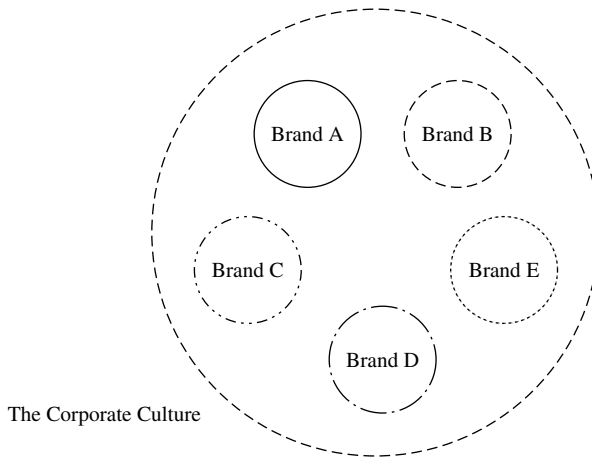 Brand A
Brand B
Brand C
Brand E
Brand D
The Corporate Culture